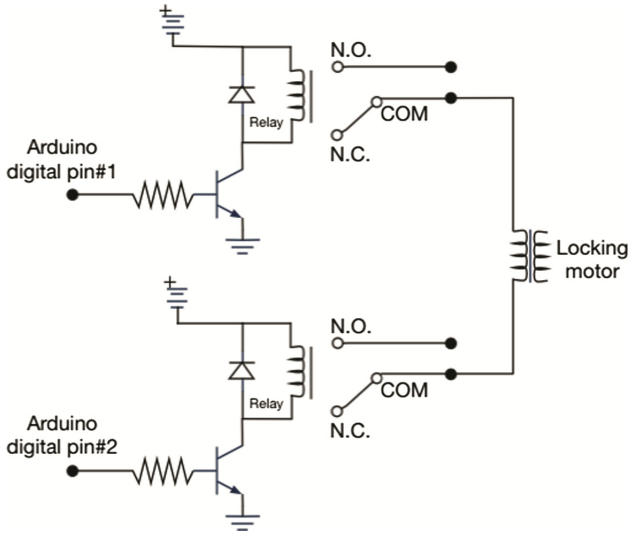 +
N.O.
COM
Relay
N.C.
Arduino
digital pin#1
Locking
motor
+
N.O.
COM
Relay
N.C.
Arduino
digital pin#2